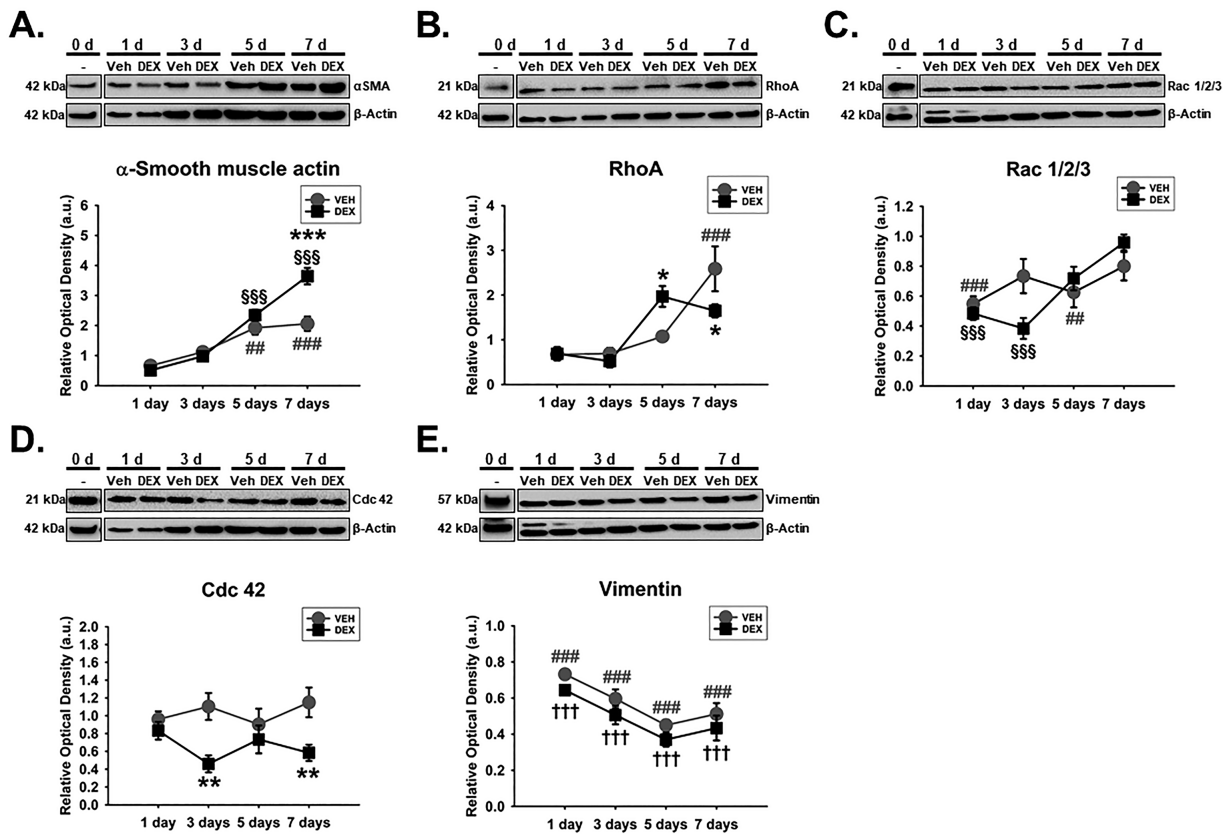 A.
0 d 1 d 3 d 5 d 7 d
- Veh DEX Veh DEX Veh DEX Veh DEX
42 kDa αSMA
42 kDa β-Actin
α-Smooth muscle actin
VEH
DEX
Relative Optical Density (a.u.)
6
5
4
3
2
1
0
***
§§§
§§§
##
###
1 day 3 days 5 days 7 days
B.
0 d 1 d 3 d 5 d 7 d
- Veh DEX Veh DEX Veh DEX Veh DEX
21 kDa RhoA
42 kDa β-Actin
RhoA
VEH
DEX
Relative Optical Density (a.u.)
4
3
2
1
0
###
*
*
1 day 3 days 5 days 7 days
C.
0 d 1 d 3 d 5 d 7 d
- Veh DEX Veh DEX Veh DEX Veh DEX
21 kDa Rac 1/2/3
42 kDa β-Actin
Rac 1/2/3
VEH
DEX
Relative Optical Density (a.u.)
1.2
1.0
0.8
0.6
0.4
0.2
0.0
###
##
§§§
§§§
1 day 3 days 5 days 7 days
D.
0 d 1 d 3 d 5 d 7 d
- Veh DEX Veh DEX Veh DEX Veh DEX
21 kDa Cdc 42
42 kDa β-Actin
Cdc 42
VEH
DEX
Relative Optical Density (a.u.)
2.0
1.8
1.6
1.4
1.2
1.0
0.8
0.6
0.4
0.2
0.0
** **
1 day 3 days 5 days 7 days
E.
0 d 1 d 3 d 5 d 7 d
- Veh DEX Veh DEX Veh DEX Veh DEX
57 kDa Vimentin
42 kDa β-Actin
Vimentin
VEH
DEX
Relative Optical Density (a.u.)
1.0
0.8
0.6
0.4
0.2
0.0
### ### ### ###
††† ††† ††† †††
1 day 3 days 5 days 7 days